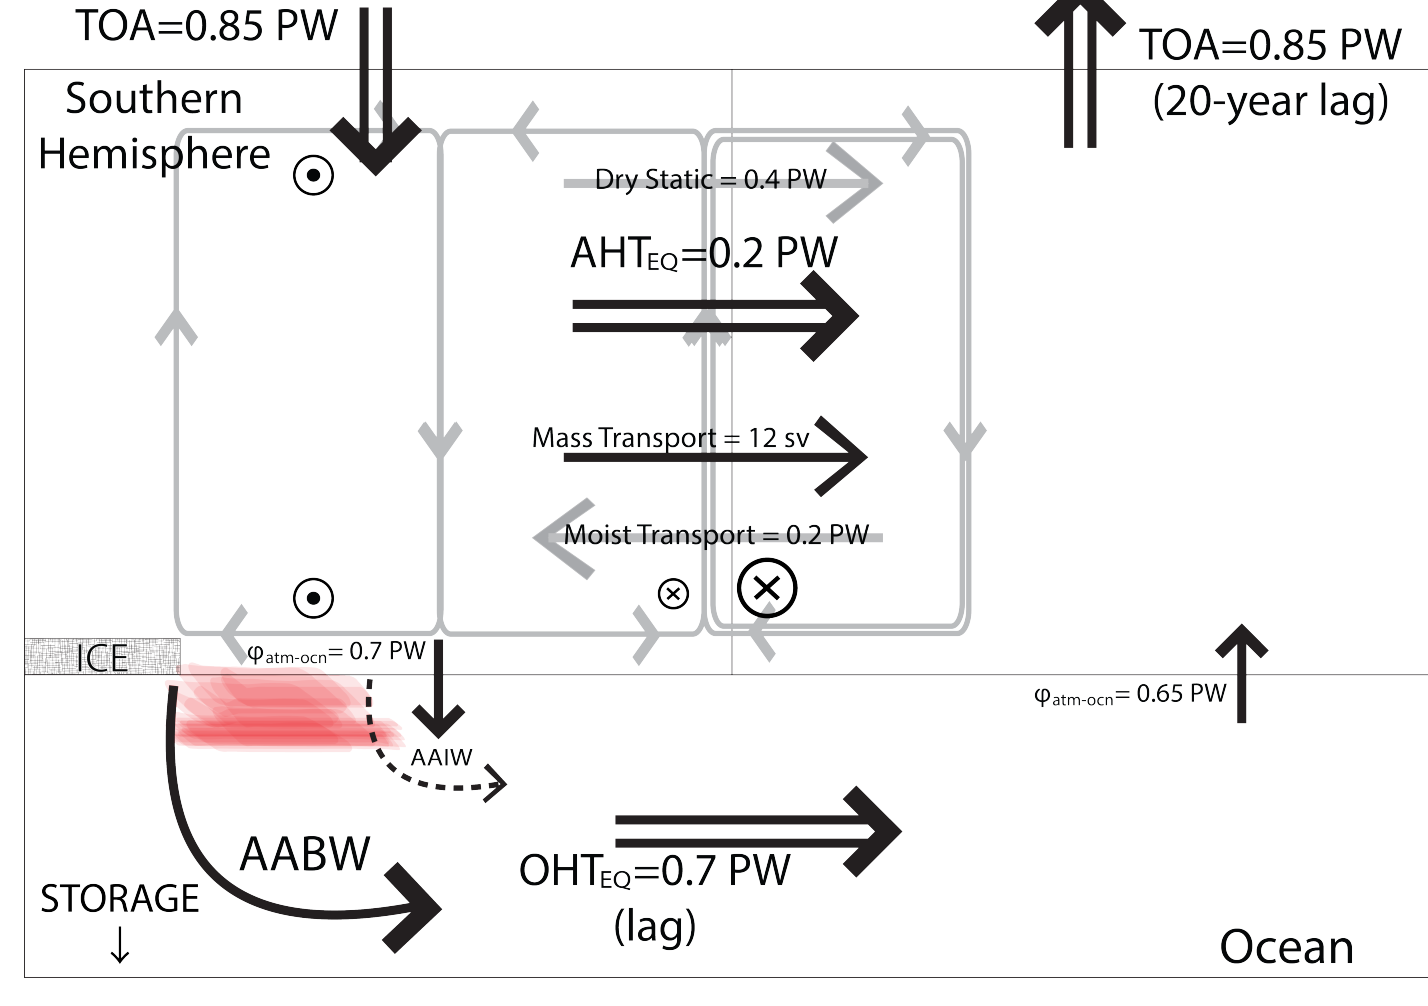 TOA=0.85 PW
TOA=0.85 PW
(20-year lag)
Southern
Hemisphere
Dry Static = 0.4 PW
AHTEQ=0.2 PW
Mass Transport = 12 sv
Moist Transport = 0.2 PW
ICE
φatm-ocn= 0.7 PW
φatm-ocn= 0.65 PW
AAIW
AABW
OHTEQ=0.7 PW
(lag)
STORAGE
Ocean